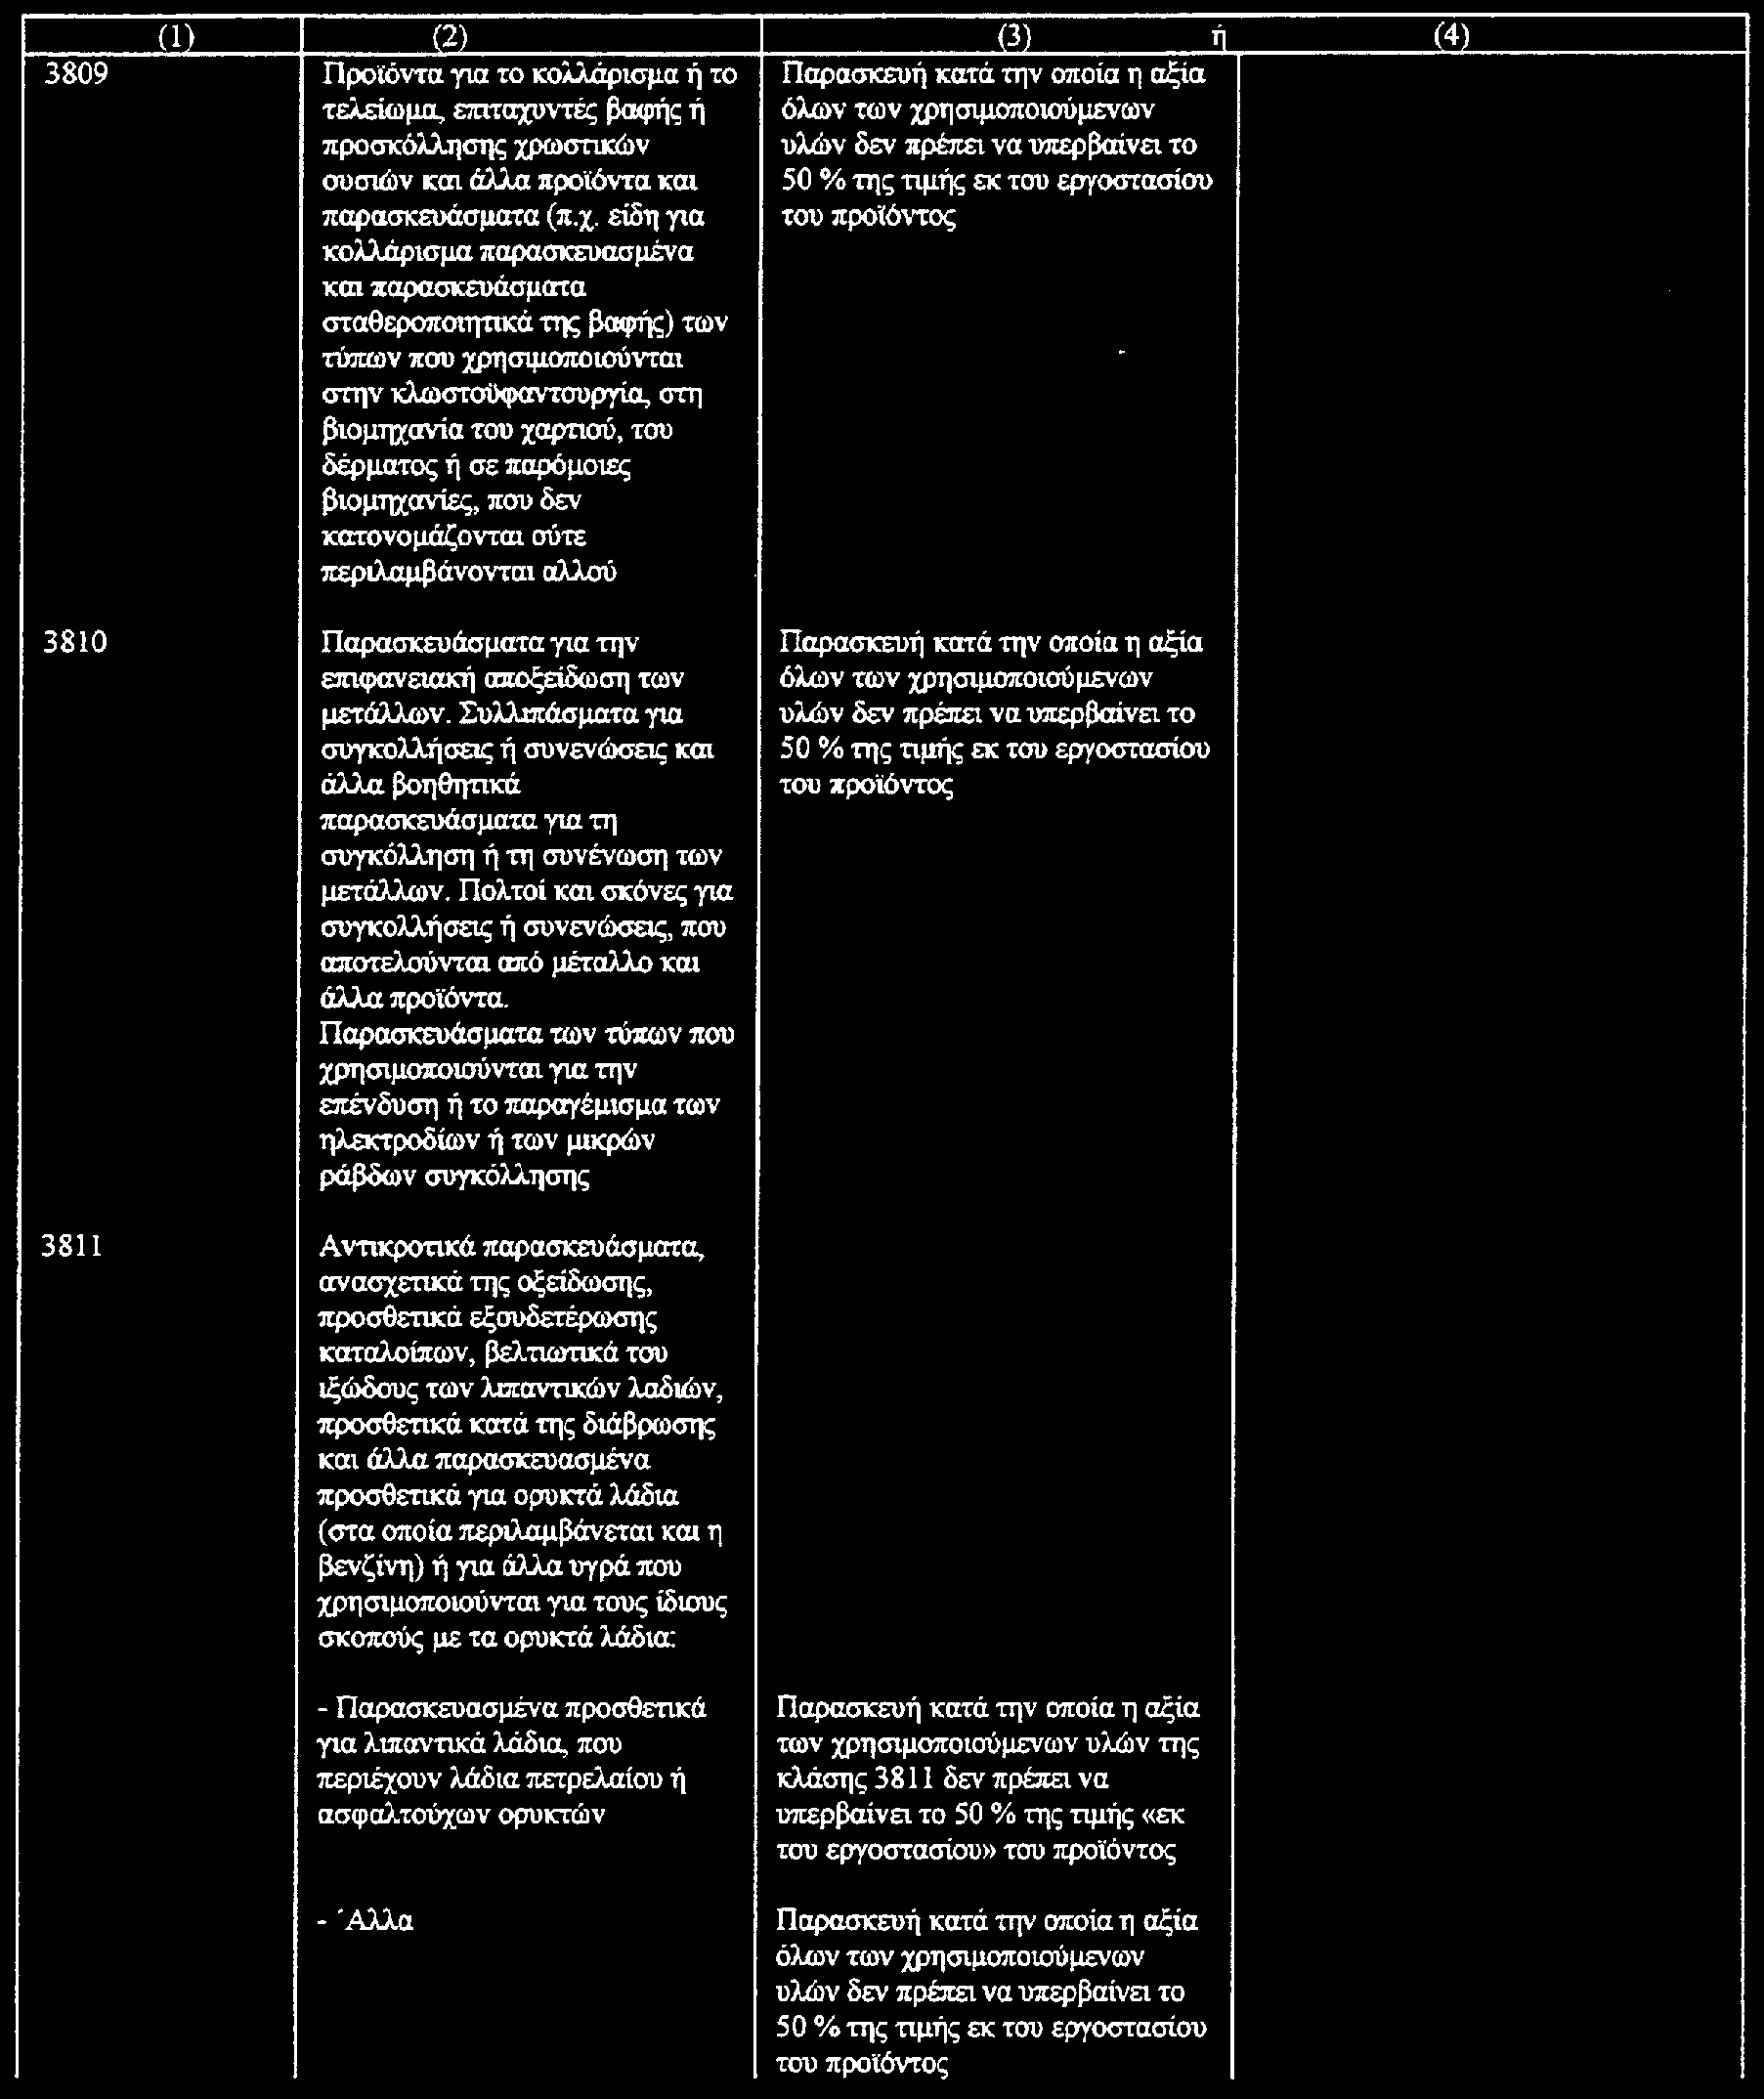 (1) (2) (3) ή (4)
3809
Προϊόντα για το κολλάρισμα ή το
τελείωμα, επιταχυντές βαφής ή
προσκόλλησης χρωστικών
ουσιών και άλλα προϊόντα και
παρασκευάσματα (π.χ. είδη για
κολλάρισμα παρασκευασμένα
και παρασκευάσματα
σταθεροποιητικά της βαφής) των
τύπων που χρησιμοποιούνται
στην κλωστοϋφαντουργία, στη
βιομηχανία του χαρτιού, του
δέρματος ή σε παρόμοιες
βιομηχανίες, που δεν
κατονομάζονται ούτε
περιλαμβάνονται αλλού
Παρασκευή κατά την οποία η αξία
όλων των χρησιμοποιούμενων
υλών δεν πρέπει να υπερβαίνει το
50 % της τιμής εκ του εργοστασίου
του προϊόντος
3810
Παρασκευάσματα για την
επιφανειακή αποξείδωση των
μετάλλων. Συλλιπάσματα για
συγκολλήσεις ή συνενώσεις και
άλλα βοηθητικά
παρασκευάσματα για τη
συγκόλληση ή τη συνένωση των
μετάλλων. Πολτοί και σκόνες για
συγκολλήσεις ή συνενώσεις, που
αποτελούνται από μέταλλο και
άλλα προϊόντα.
Παρασκευάσματα των τύπων που
χρησιμοποιούνται για την
επένδυση ή το παραγέμισμα των
ηλεκτροδίων ή των μικρών
ράβδων συγκόλλησης
Παρασκευή κατά την οποία η αξία
όλων των χρησιμοποιούμενων
υλών δεν πρέπει να υπερβαίνει το
50 % της τιμής εκ του εργοστασίου
του προϊόντος
3811
Αντικροτικά παρασκευάσματα,
ανασχετικά της οξείδωσης,
προσθετικά εξουδετέρωσης
καταλοίπων, βελτιωτικά του
ιξώδους των λιπαντικών λαδιών,
προσθετικά κατά της διάβρωσης
και άλλα παρασκευασμένα
προσθετικά για ορυκτά λάδια
(στα οποία περιλαμβάνεται και η
βενζίνη) ή για άλλα υγρά που
χρησιμοποιούνται για τους ίδιους
σκοπούς με τα ορυκτά λάδια:
- Παρασκευασμένα προσθετικά
για λιπαντικά λάδια, που
περιέχουν λάδια πετρελαίου ή
ασφαλτούχων ορυκτών
Παρασκευή κατά την οποία η αξία
των χρησιμοποιούμενων υλών της
κλάσης 3811 δεν πρέπει να
υπερβαίνει το 50 % της τιμής «εκ
του εργοστασίου» του προϊόντος
- Άλλα
Παρασκευή κατά την οποία η αξία
όλων των χρησιμοποιούμενων
υλών δεν πρέπει να υπερβαίνει το
50 % της τιμής εκ του εργοστασίου
του προϊόντος